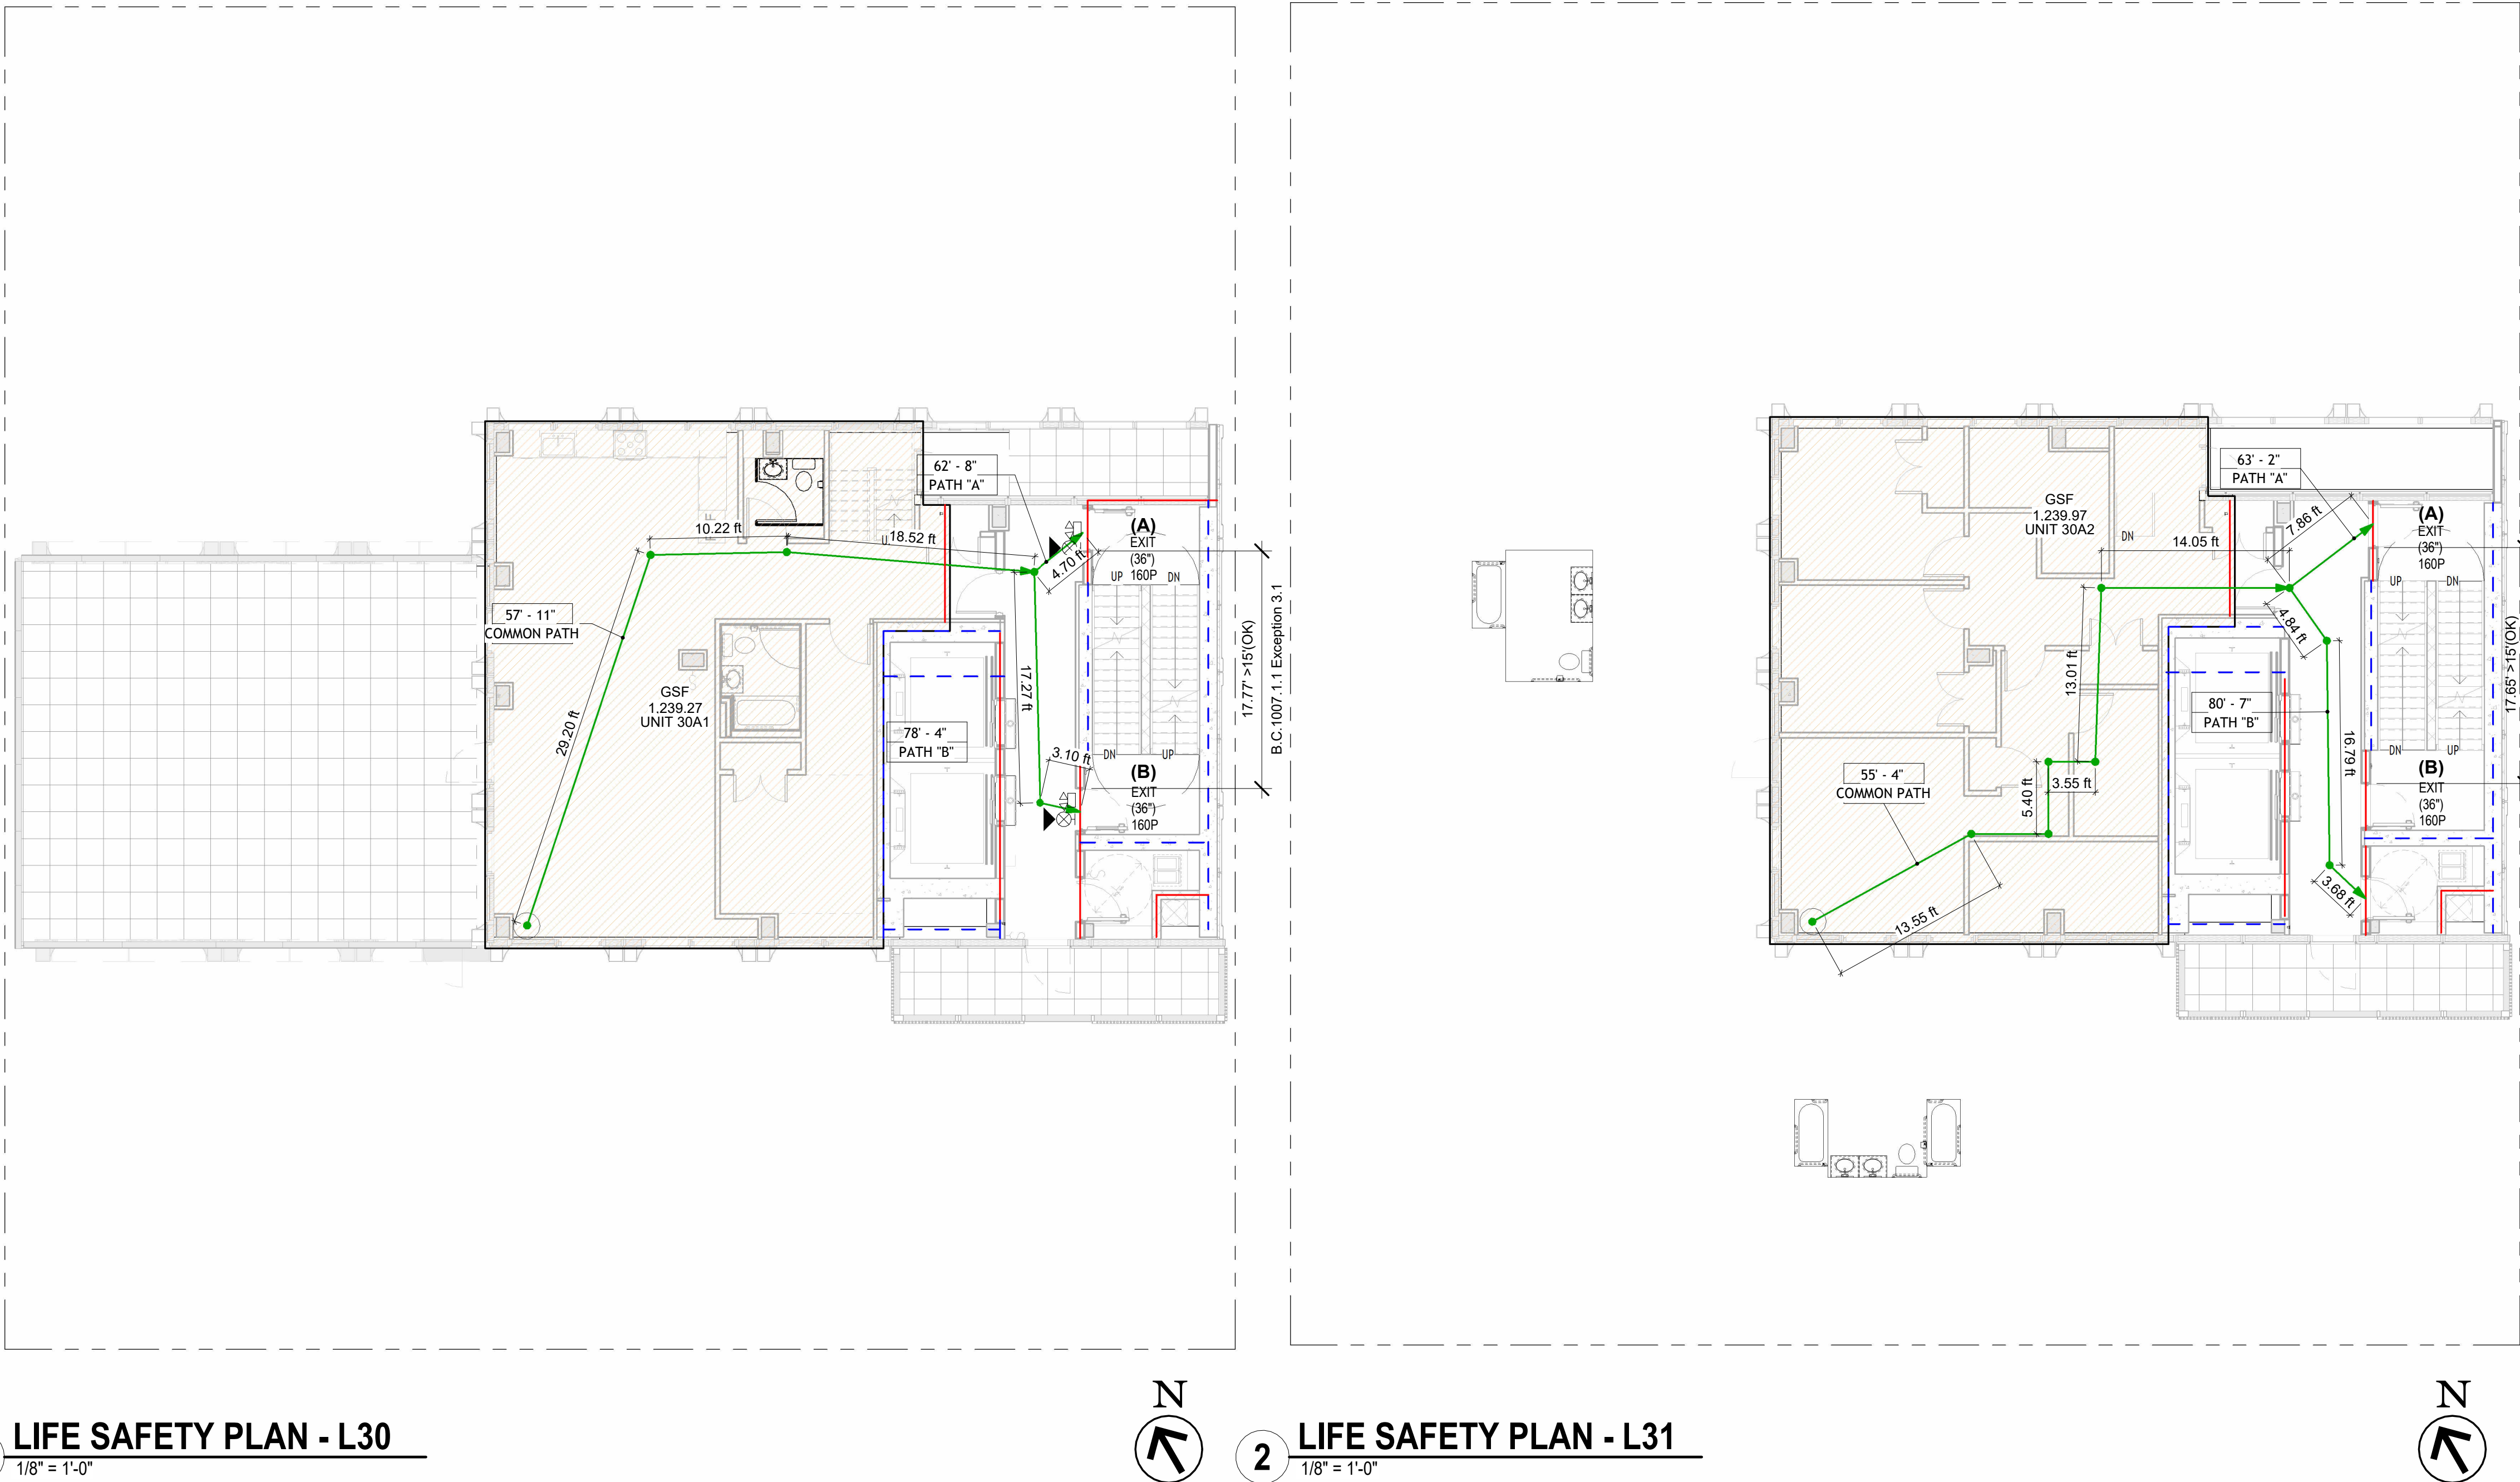 62' - 8"
PATH "A"
10.22 ft
18.52 ft
4.70 ft
(A)
EXIT
(36")
160P
UP
DN
57' - 11"
COMMON PATH
29.20 ft
GSF
1.239.27
UNIT 30A1
17.27 ft
78' - 4"
PATH "B"
3.10 ft
DN
UP
(B)
EXIT
(36")
160P
17.77' >15'(OK)
B.C.1007.1.1 Exception 3.1
LIFE SAFETY PLAN - L30
1/8" = 1'-0"
N
63' - 2"
PATH "A"
GSF
1.239.97
UNIT 30A2
DN
14.05 ft
7.86 ft
(A)
EXIT
(36")
160P
UP
DN
4.84 ft
13.01 ft
80' - 7"
PATH "B"
16.79 ft
DN
UP
(B)
EXIT
(36")
160P
17.65' >15'(OK)
55' - 4"
COMMON PATH
5.40 ft
3.55 ft
13.55 ft
3.68 ft
2
LIFE SAFETY PLAN - L31
1/8" = 1'-0"
N